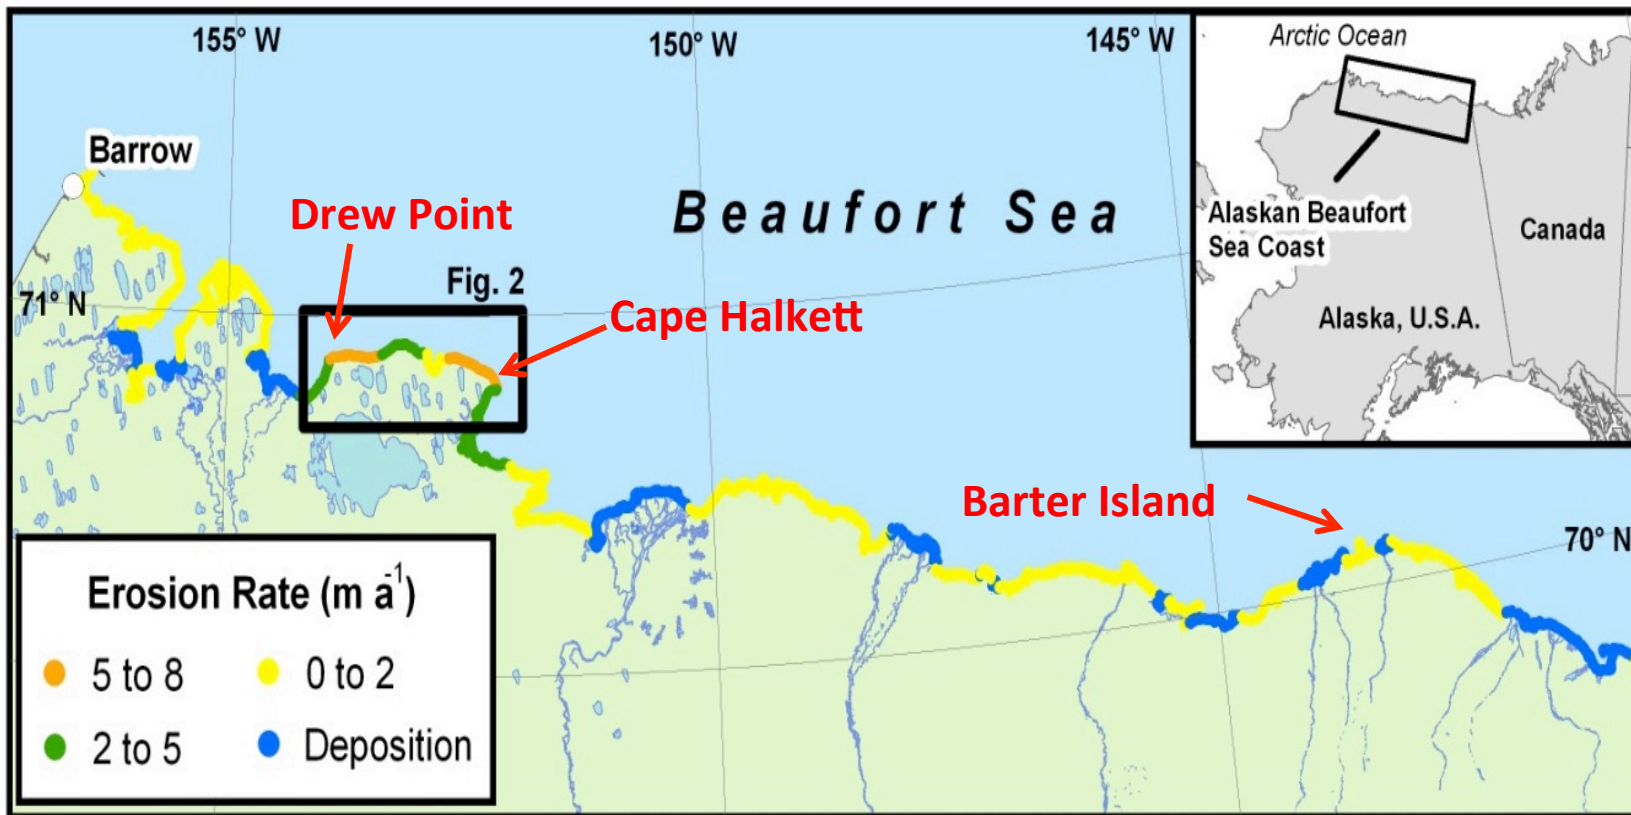 155° W
150° W
145° W
Barrow
Drew Point
Beaufort Sea
Fig. 2
71° N
Cape Halkett
Barter Island
70° N
Erosion Rate (m a⁻¹)
5 to 8
0 to 2
2 to 5
Deposition
Arctic Ocean
Alaskan Beaufort
Sea Coast
Canada
Alaska, U.S.A.